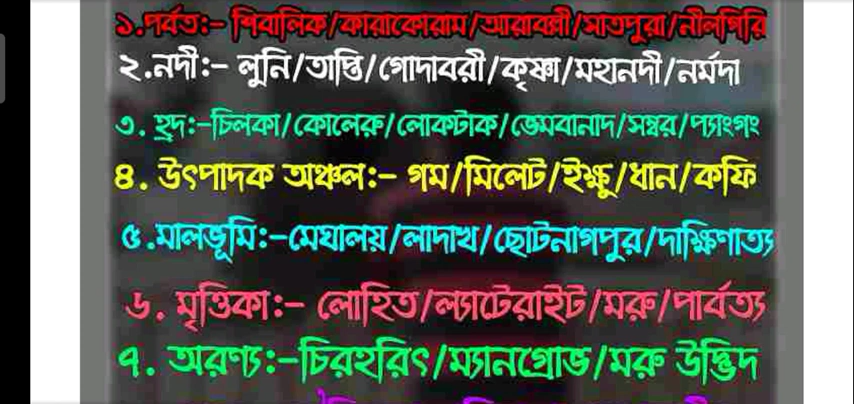 ১.পর্বত:- শিবালিক/কারাকোরাম/আরাবল্লী/সাতপুরা/নীলগিরি
২.নদী:- লুনি/তাপ্তি/গোদাবরী/কৃষ্ণা/মহানদী/নর্মদা
৩. হ্রদ:-চিলকা/কোলেরু/লোকটাক/ভেমবানাদ/সম্বর/প্যাংগং
৪. উৎপাদক অঞ্চল:- গম/মিলেট/ইক্ষু/ধান/কফি
৫.মালভূমি:-মেঘালয়/লাদাখ/ছোটনাগপুর/দাক্ষিণাত্য
৬. মৃত্তিকা:- লোহিত/ল্যাটেরাইট/মরু/পার্বত্য
৭. অরণ্য:-চিরহরিৎ/ম্যানগ্রোভ/মরু উদ্ভিদ